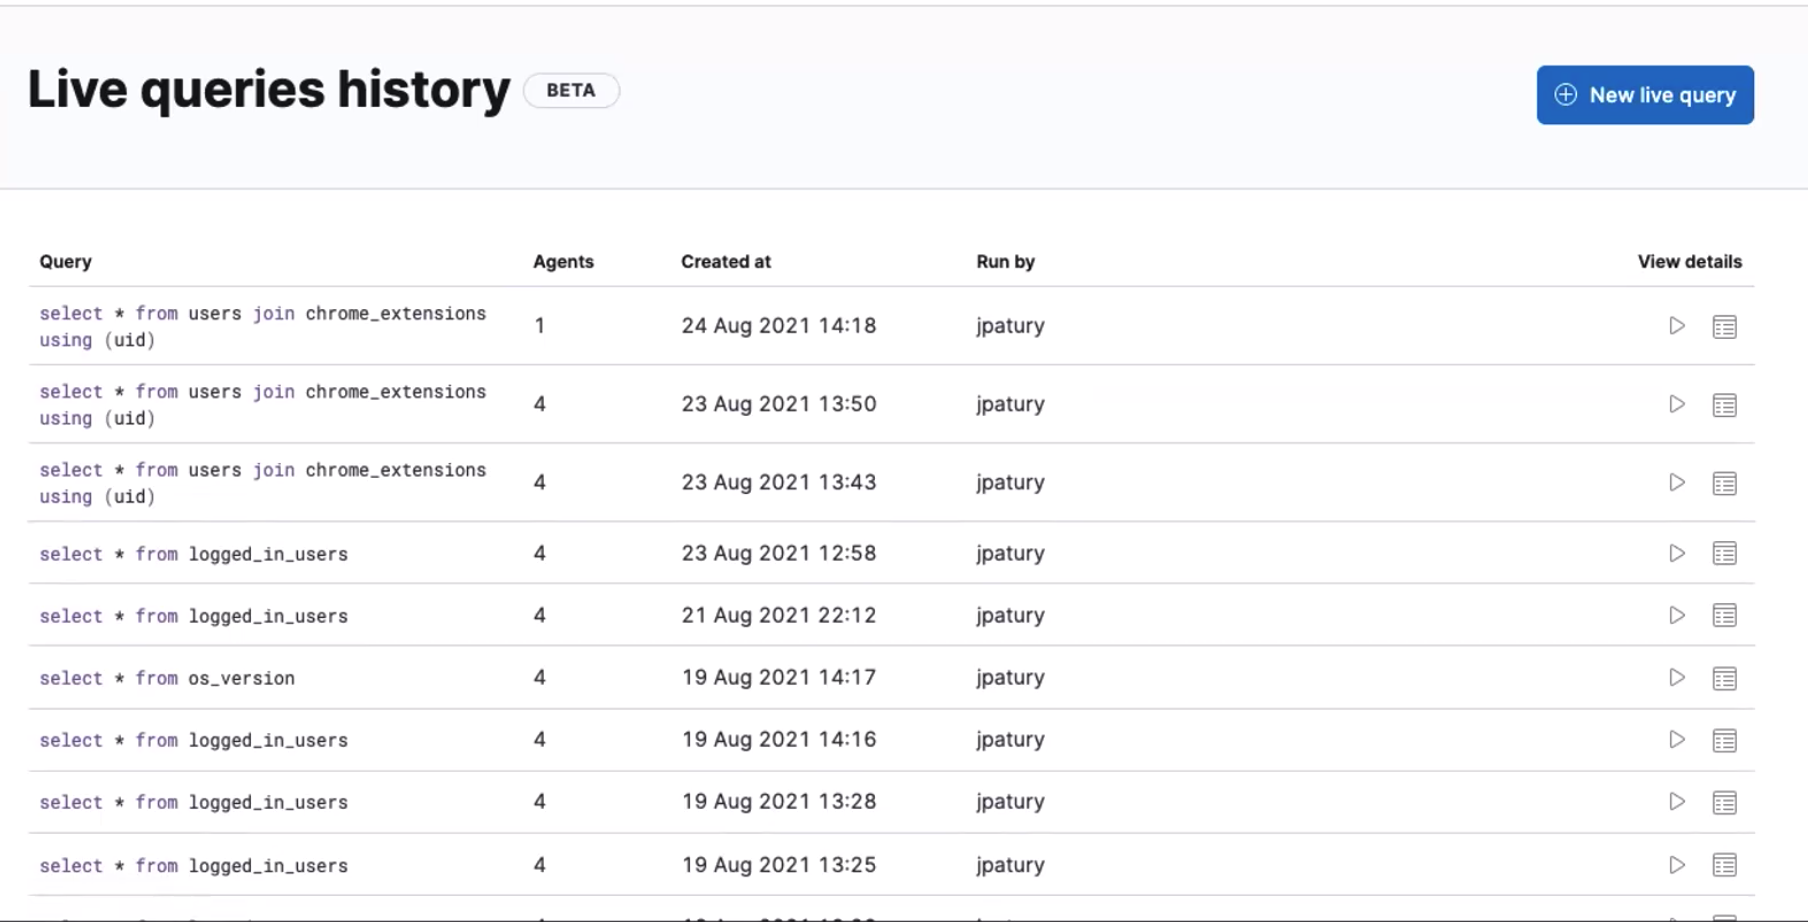 Live queries history BETA
New live query
Query Agents Created at Run by View details
select * from users join chrome_extensions
using (uid)
1 24 Aug 2021 14:18 jpatury
select * from users join chrome_extensions
using (uid)
4 23 Aug 2021 13:50 jpatury
select * from users join chrome_extensions
using (uid)
4 23 Aug 2021 13:43 jpatury
select * from logged_in_users 4 23 Aug 2021 12:58 jpatury
select * from logged_in_users 4 21 Aug 2021 22:12 jpatury
select * from os_version 4 19 Aug 2021 14:17 jpatury
select * from logged_in_users 4 19 Aug 2021 14:16 jpatury
select * from logged_in_users 4 19 Aug 2021 13:28 jpatury
select * from logged_in_users 4 19 Aug 2021 13:25 jpatury